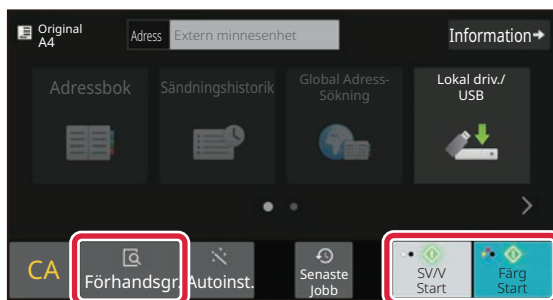 Original
A4
Adress
Extern minnesenhet
Information
Adressbok
Sändningshistorik
Global Adress-
Sökning
Lokal driv./
USB
CA
Förhandsgr.
Autoinst.
Senaste
Jobb
SV/V
Start
Färg
Start